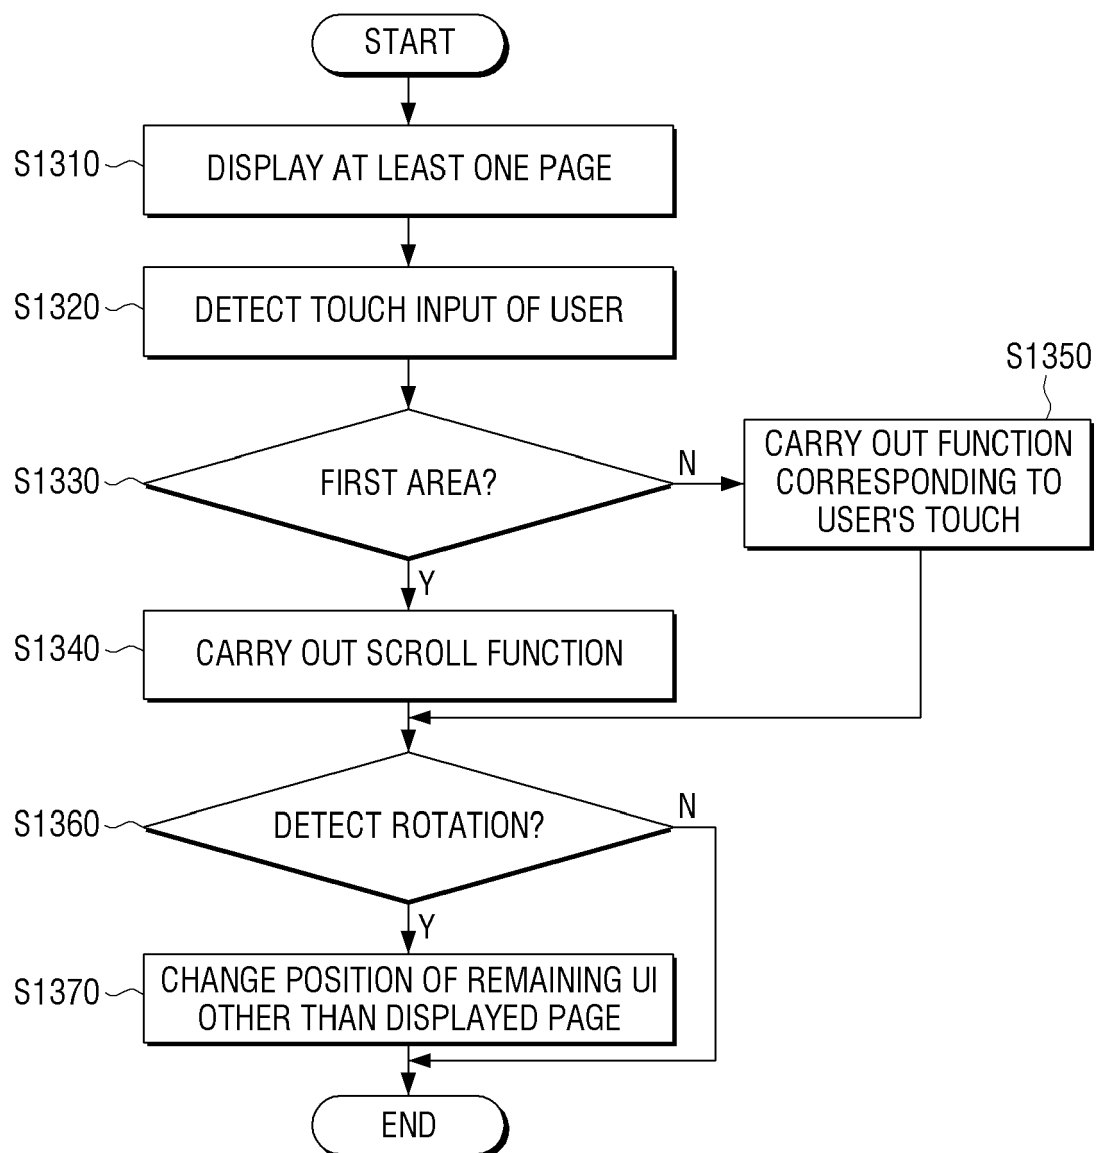 START
S1310
DISPLAY AT LEAST ONE PAGE
S1320
DETECT TOUCH INPUT OF USER
S1350
S1330
FIRST AREA?
N
CARRY OUT FUNCTION
CORRESPONDING TO
USER'S TOUCH
Y
S1340
CARRY OUT SCROLL FUNCTION
S1360
DETECT ROTATION?
N
Y
S1370
CHANGE POSITION OF REMAINING UI
OTHER THAN DISPLAYED PAGE
END